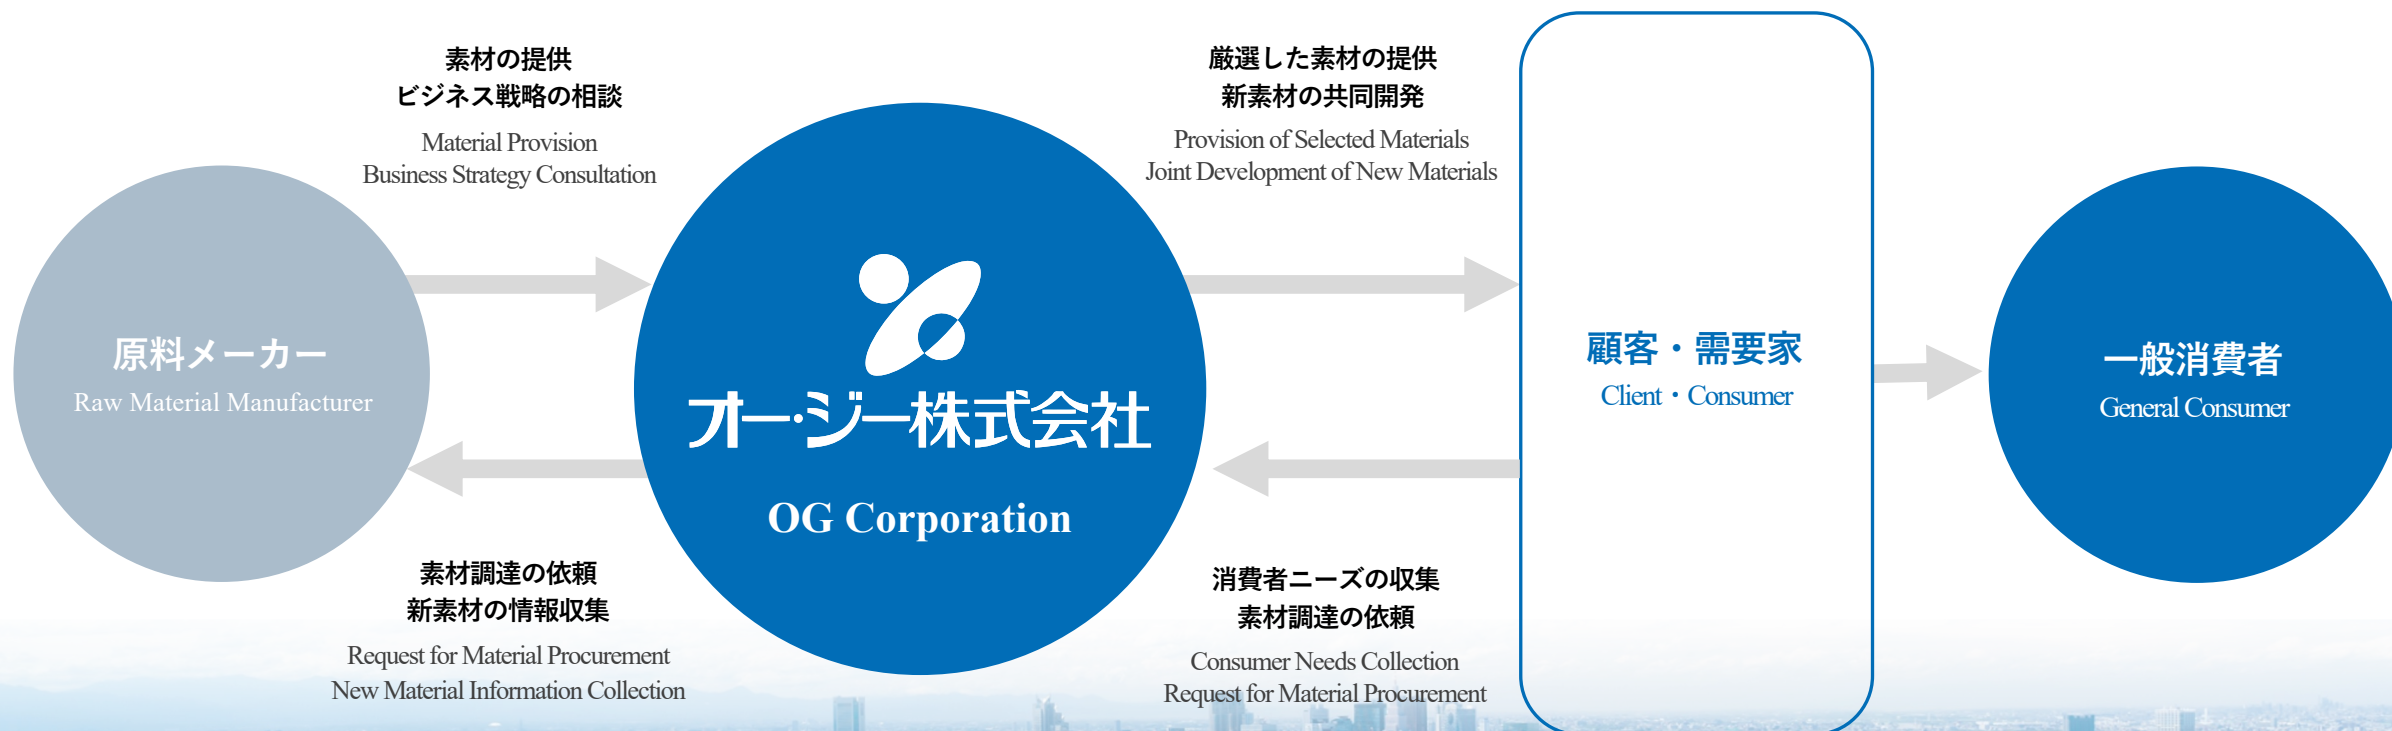 素材の提供
ビジネス戦略の相談
Material Provision
Business Strategy Consultation
厳選した素材の提供
新素材の共同開発
Provision of Selected Materials
Joint Development of New Materials
原料メーカー
Raw Material Manufacturer
オー・ジー株式会社
OG Corporation
顧客・需要家
Client・Consumer
一般消費者
General Consumer
素材調達の依頼
新素材の情報収集
Request for Material Procurement
New Material Information Collection
消費者ニーズの収集
素材調達の依頼
Consumer Needs Collection
Request for Material Procurement